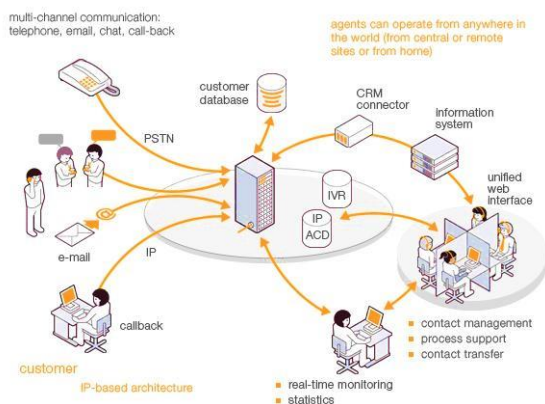 multi-channel communication:
telephone, email, chat, call-back
agents can operate from anywhere in
the world (from central or remote
sites or from home)
customer
database
CRM
connector
information
system
PSTN
unified
web
interface
IVR
IP
ACD
@
e-mail
IP
callback
customer
IP-based architecture
contact management
process support
contact transfer
real-time monitoring
statistics